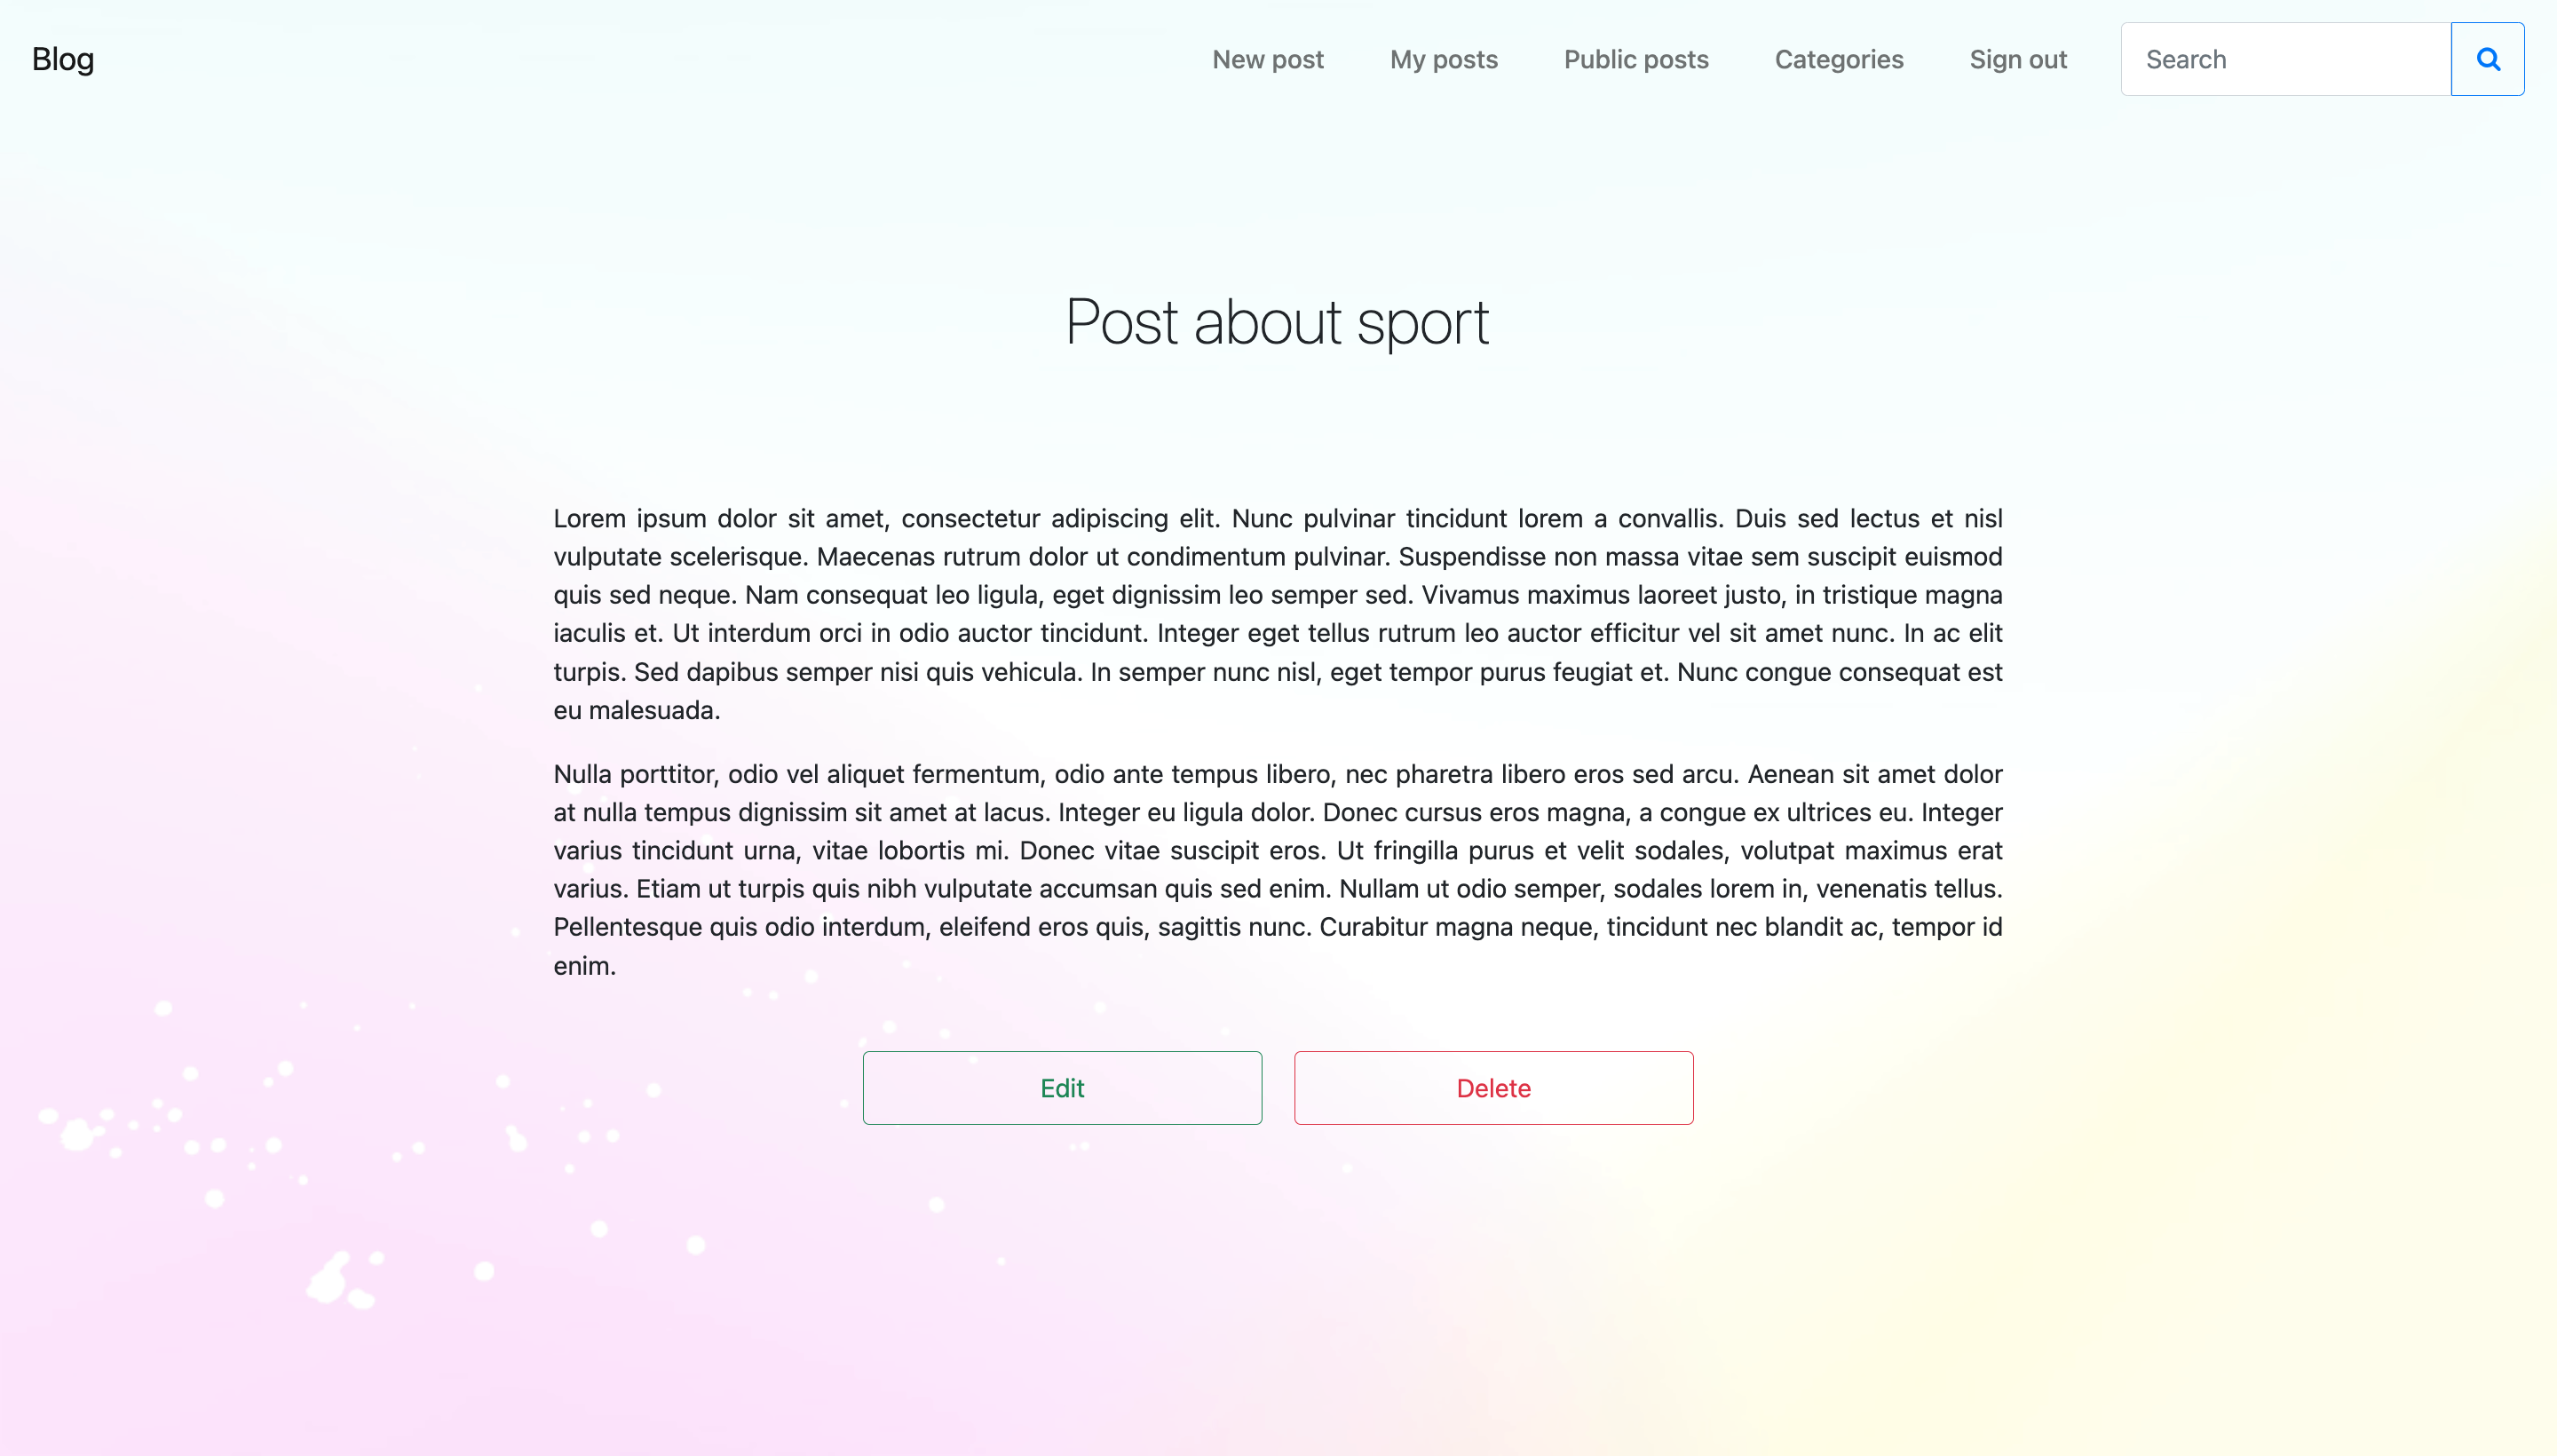 Blog
New post
My posts
Public posts
Categories
Sign out
Search
Post about sport
Lorem ipsum dolor sit amet, consectetur adipiscing elit. Nunc pulvinar tincidunt lorem a convallis. Duis sed lectus et nisl
vulputate scelerisque. Maecenas rutrum dolor ut condimentum pulvinar. Suspendisse non massa vitae sem suscipit euismod
quis sed neque. Nam consequat leo ligula, eget dignissim leo semper sed. Vivamus maximus laoreet justo, in tristique magna
iaculis et. Ut interdum orci in odio auctor tincidunt. Integer eget tellus rutrum leo auctor efficitur vel sit amet nunc. In ac elit
turpis. Sed dapibus semper nisi quis vehicula. In semper nunc nisl, eget tempor purus feugiat et. Nunc congue consequat est
eu malesuada.
Nulla porttitor, odio vel aliquet fermentum, odio ante tempus libero, nec pharetra libero eros sed arcu. Aenean sit amet dolor
at nulla tempus dignissim sit amet at lacus. Integer eu ligula dolor. Donec cursus eros magna, a congue ex ultrices eu. Integer
varius tincidunt urna, vitae lobortis mi. Donec vitae suscipit eros. Ut fringilla purus et velit sodales, volutpat maximus erat
varius. Etiam ut turpis quis nibh vulputate accumsan quis sed enim. Nullam ut odio semper, sodales lorem in, venenatis tellus.
Pellentesque quis odio interdum, eleifend eros quis, sagittis nunc. Curabitur magna neque, tincidunt nec blandit ac, tempor id
enim.
Edit
Delete